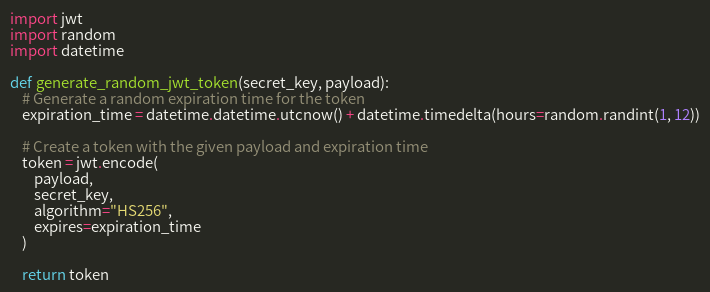 import jwt
import random
import datetime
def generate_random_jwt_token(secret_key, payload):
# Generate a random expiration time for the token
expiration_time = datetime.datetime.utcnow() + datetime.timedelta(hours=random.randint(1, 12))
# Create a token with the given payload and expiration time
token = jwt.encode(
payload,
secret_key,
algorithm="HS256",
expires=expiration_time
)
return token